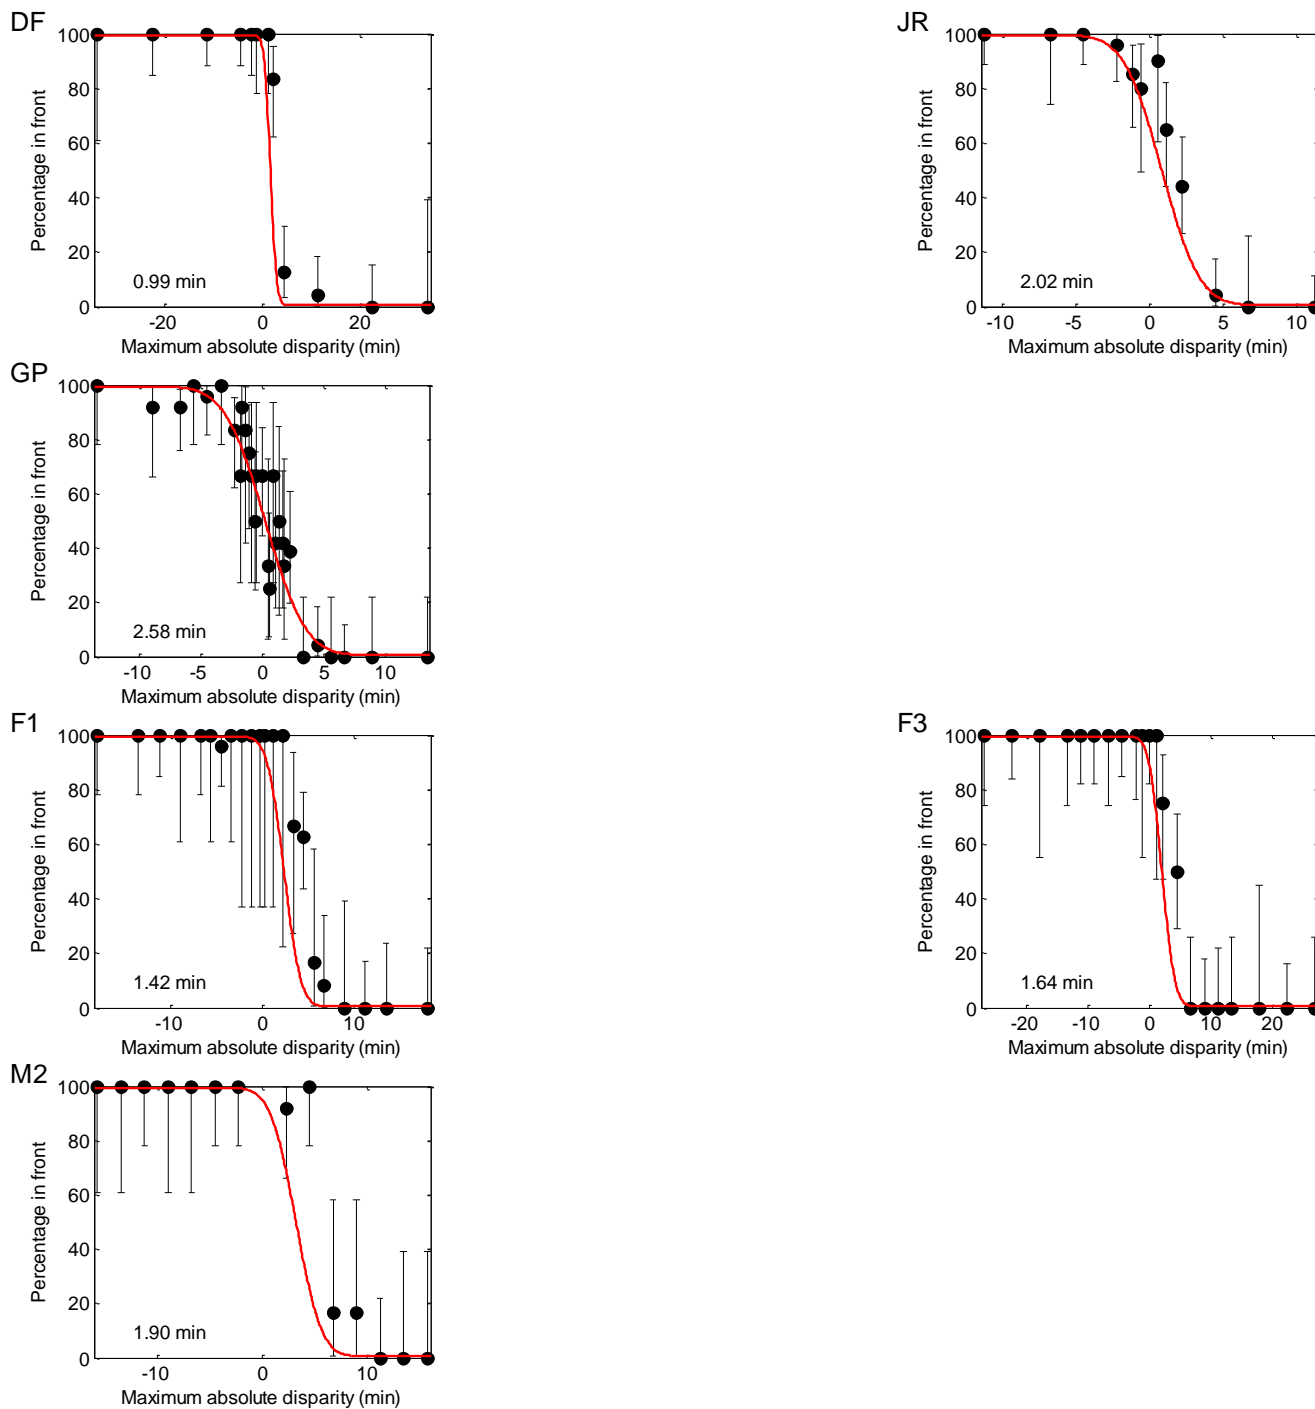 DF
100
80
60
40
20
0
Percentage in front
0.99 min
-20 0 20
Maximum absolute disparity (min)
JR
100
80
60
40
20
0
Percentage in front
2.02 min
-10 -5 0 5 10
Maximum absolute disparity (min)
GP
100
80
60
40
20
0
Percentage in front
2.58 min
-10 -5 0 5 10
Maximum absolute disparity (min)
F1
100
80
60
40
20
0
Percentage in front
1.42 min
-10 0 10
Maximum absolute disparity (min)
F3
100
80
60
40
20
0
Percentage in front
1.64 min
-20 -10 0 10 20
Maximum absolute disparity (min)
M2
100
80
60
40
20
0
Percentage in front
1.90 min
-10 0 10
Maximum absolute disparity (min)